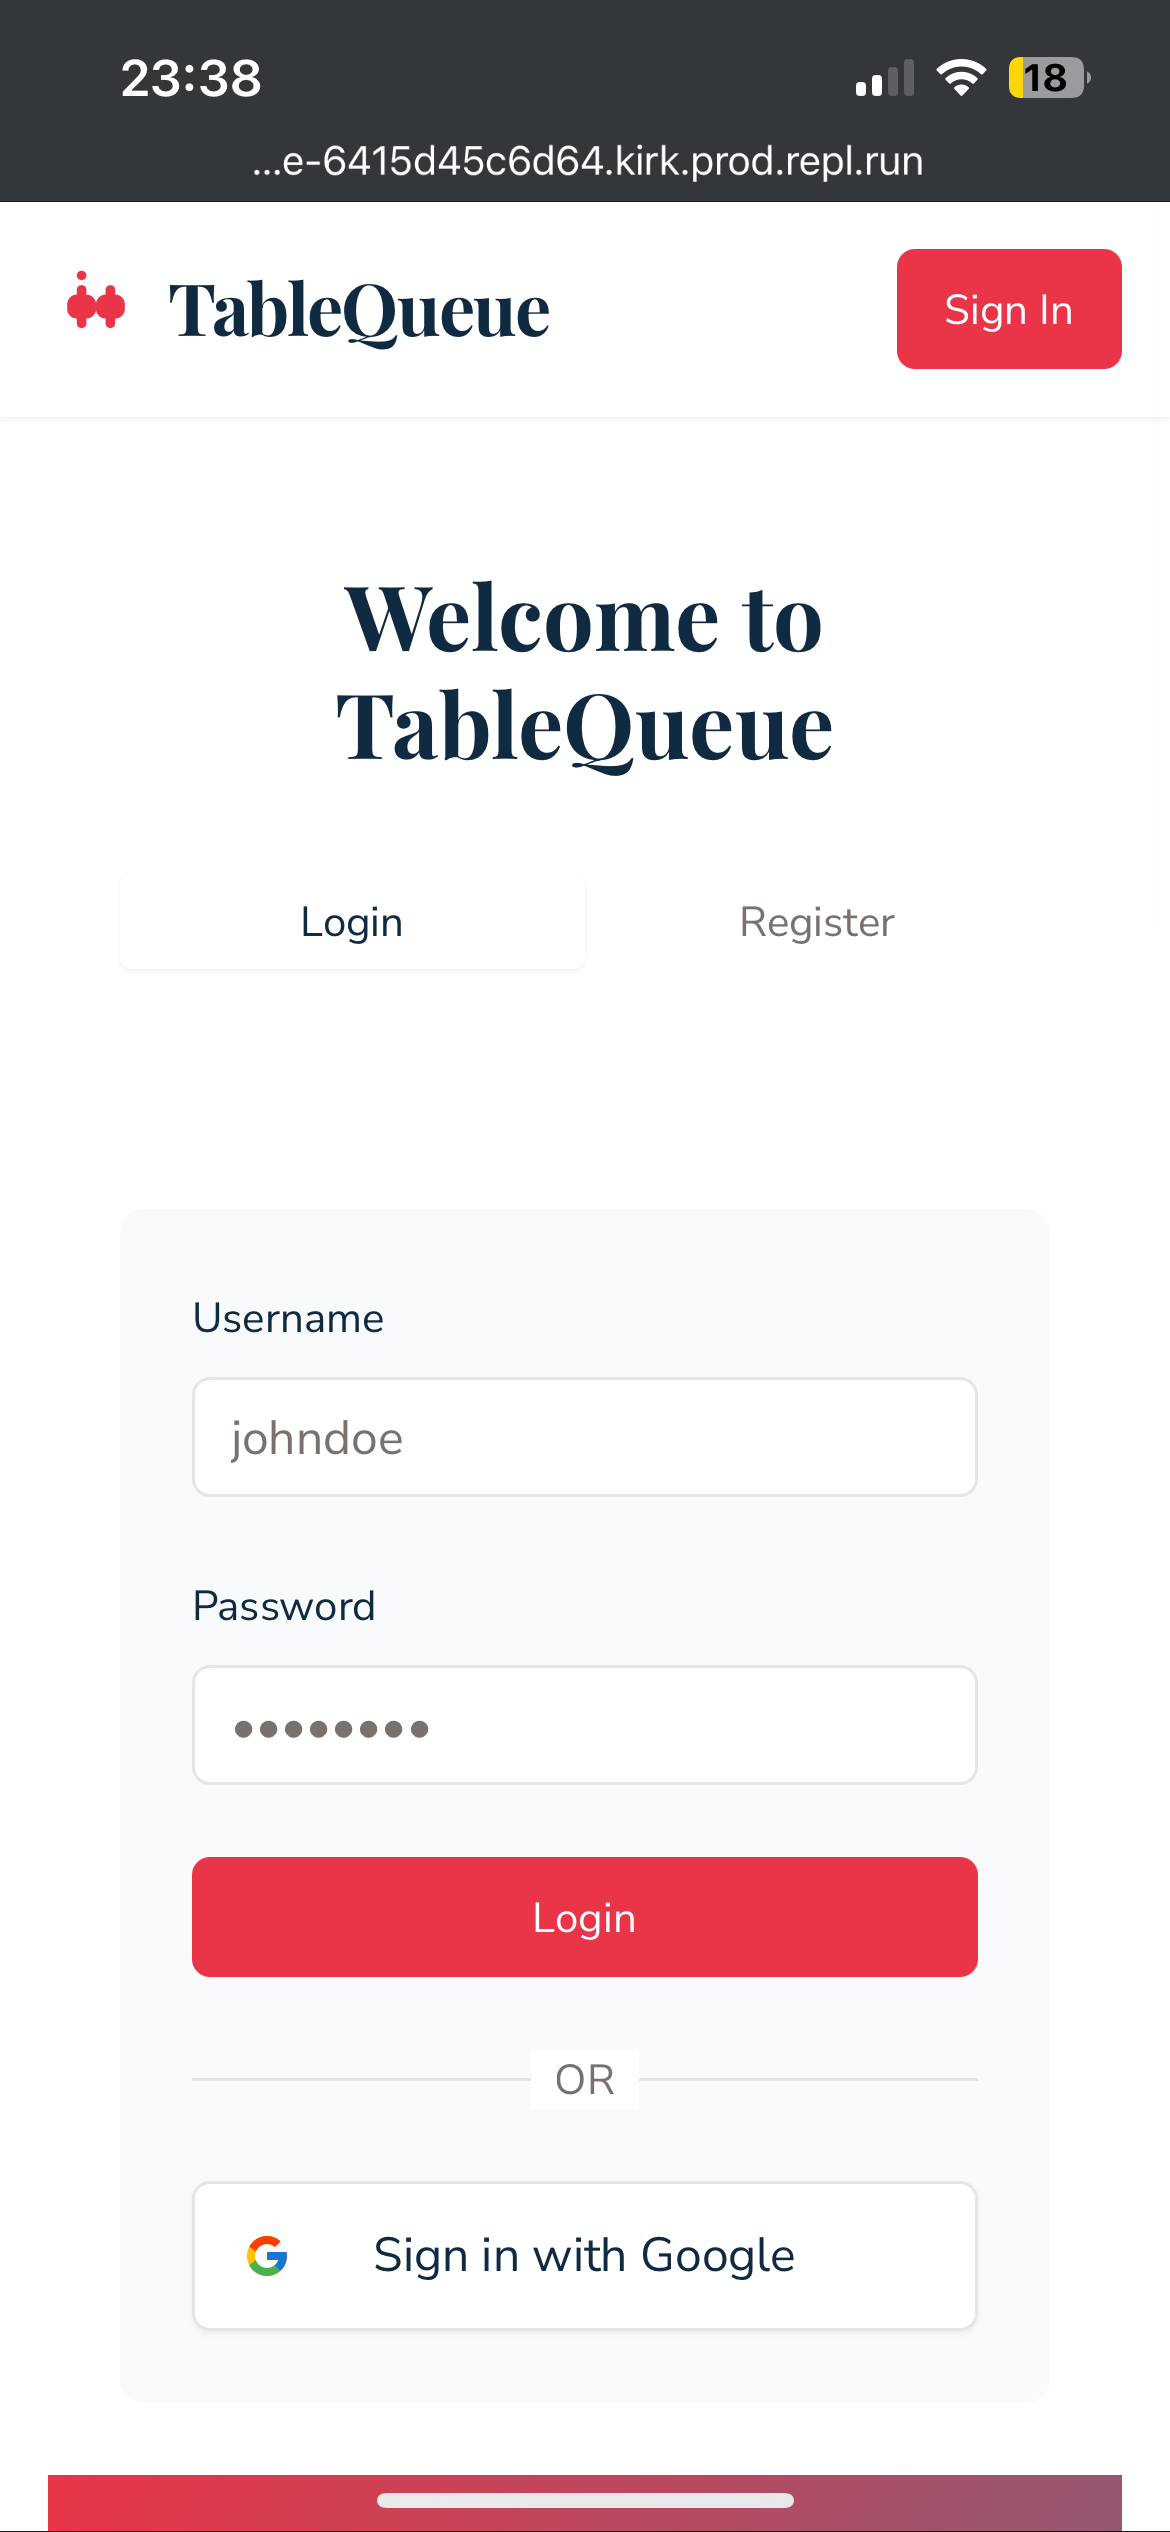 23:38
18
...e-6415d45c6d64.kirk.prod.repl.run
TableQueue
Sign In
Welcome to
TableQueue
Login
Register
Username
johndoe
Password
••••••••
Login
OR
Sign in with Google